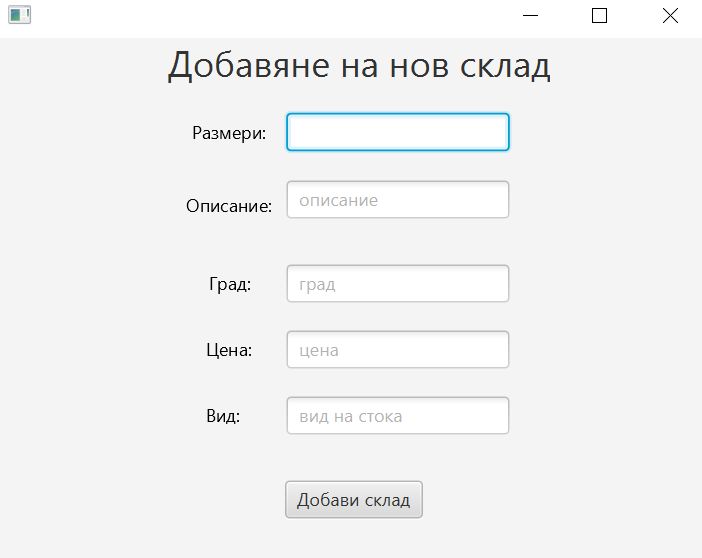 Добавяне на нов склад
Размери:
Описание: описание
Град: град
Цена: цена
Вид: вид на стока
Добави склад